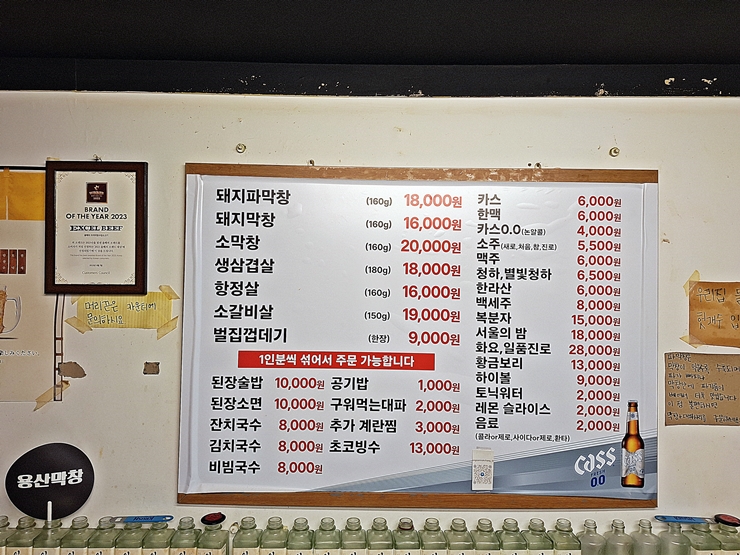 BRAND
OF THE YEAR 2023
EXCELBEEF
머리끈은 카운터에
문의하시요
용산막창
돼지파막창 (160g) 18,000원
돼지막창 (160g) 16,000원
소막창 (160g) 20,000원
생삼겹살 (180g) 18,000원
항정살 (160g) 16,000원
소갈비살 (150g) 19,000원
벌집껍데기 (한장) 9,000원
1인분씩 섞어서 주문 가능합니다
된장술밥 10,000원
된장소면 10,000원
잔치국수 8,000원
김치국수 8,000원
비빔국수 8,000원
공기밥 1,000원
구워먹는대파 2,000원
추가 계란찜 3,000원
초코빙수 13,000원
카스 6,000원
한맥 6,000원
카스0.0(논알콜) 4,000원
소주(새로,처음,참,진로) 5,500원
맥주 6,000원
청하,별빛청하 6,500원
한라산 6,000원
백세주 8,000원
복분자 15,000원
서울의 밤 18,000원
화요,일품진로 28,000원
황금보리 13,000원
하이볼 9,000원
토닉워터 2,000원
레몬 슬라이스 2,000원
음료 2,000원
(콜라or제로,사이다or제로,환타)
Cass
FRESH
00
우리집